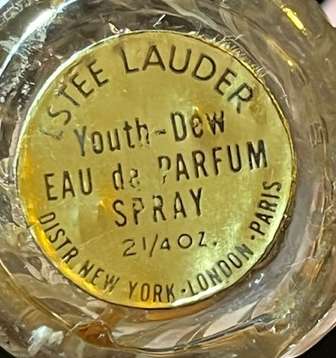 ESTEE LAUDER
Youth-Dew
EAU de PARFUM
SPRAY
2 1/4 OZ.
DISTR NEW YORK·LONDON·PARIS